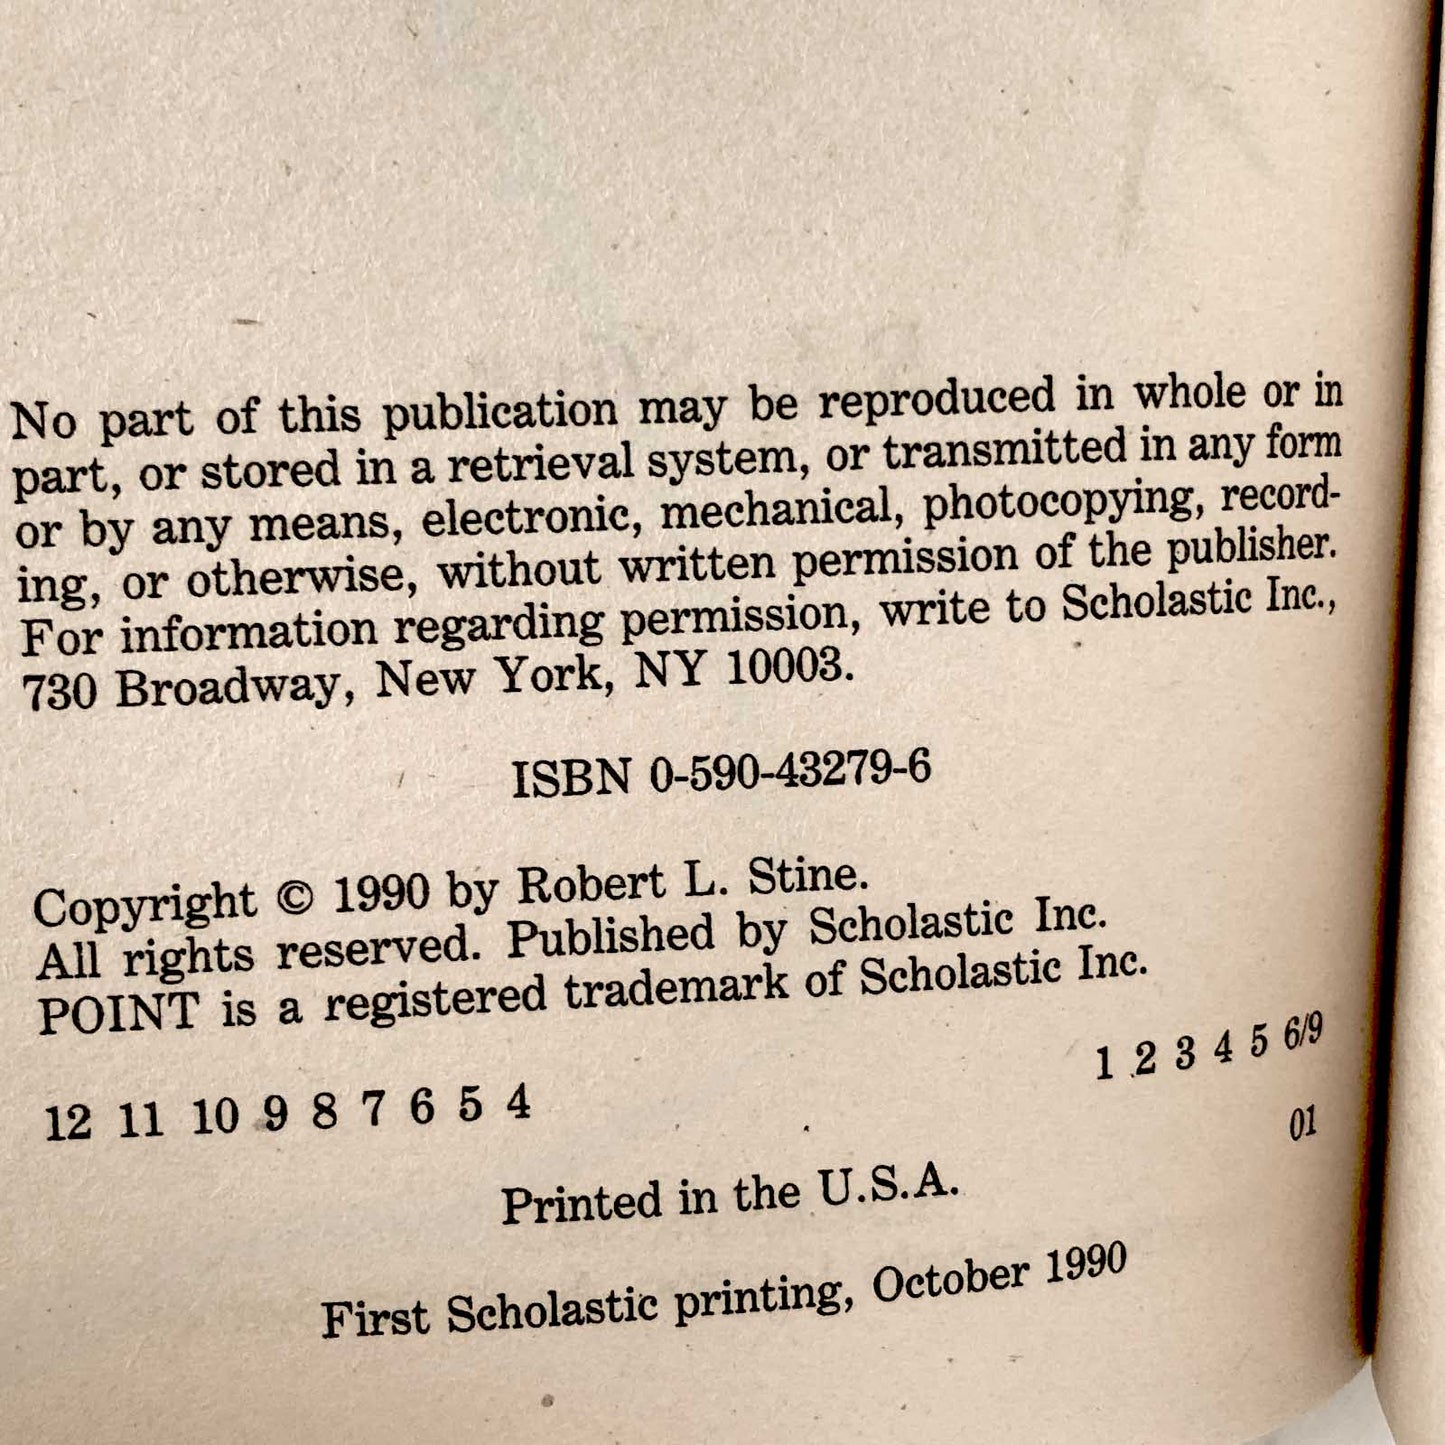 No part of this publication may be reproduced in whole or in
part, or stored in a retrieval system, or transmitted in any form
or by any means, electronic, mechanical, photocopying, record-
ing, or otherwise, without written permission of the publisher.
For information regarding permission, write to Scholastic Inc.,
730 Broadway, New York, NY 10003.
ISBN 0-590-43279-6
Copyright © 1990 by Robert L. Stine.
All rights reserved. Published by Scholastic Inc.
POINT is a registered trademark of Scholastic Inc.
12 11 10 9 8 7 6 5 4 1 2 3 4 5 6/9
01
Printed in the U.S.A.
First Scholastic printing, October 1990